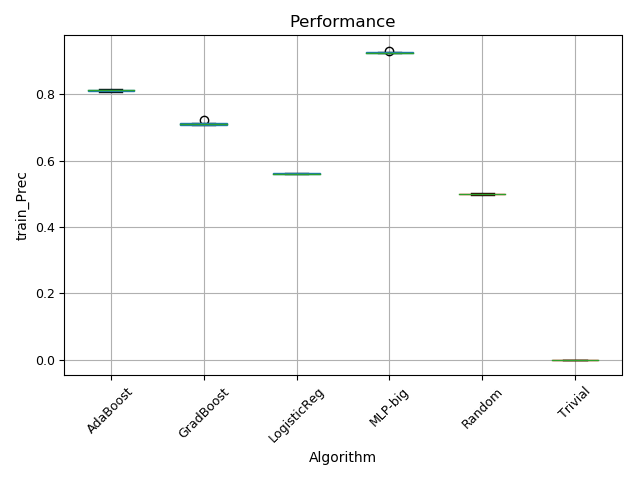 Performance
train_Prec
0.8
0.6
0.4
0.2
0.0
AdaBoost
GradBoost
LogisticReg
MLP-big
Random
Trivial
Algorithm